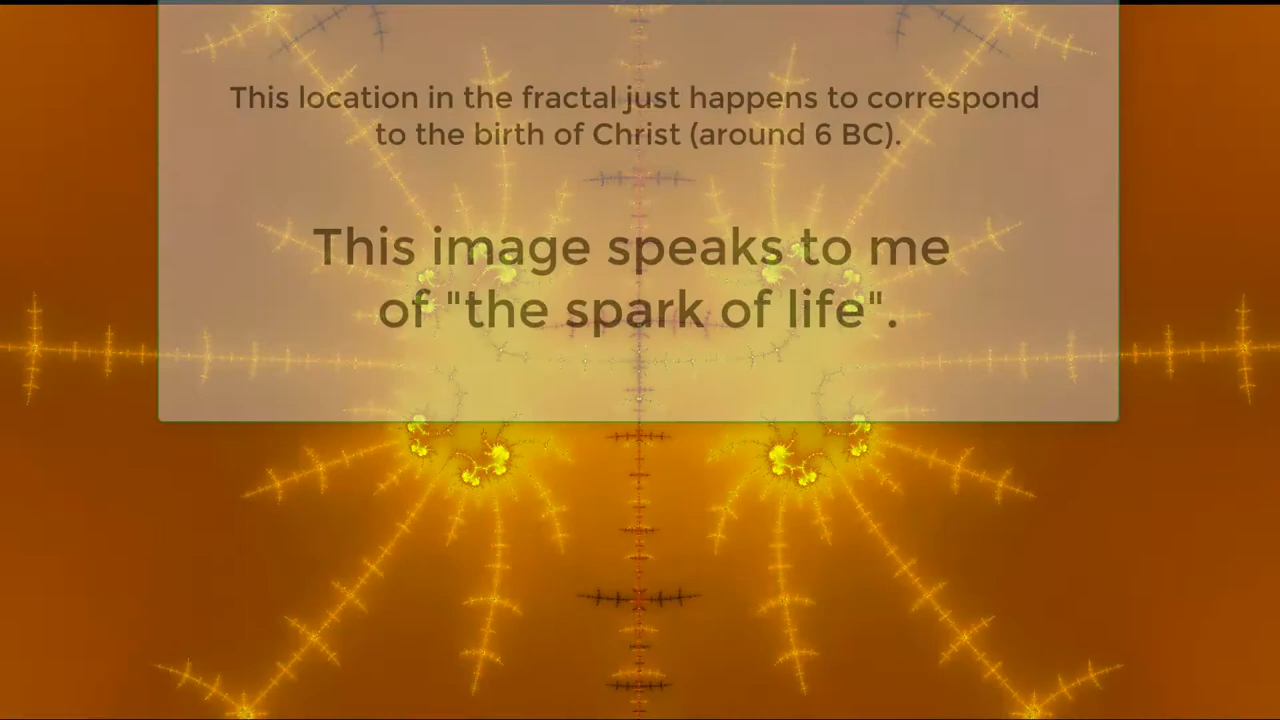 This location in the fractal just happens to correspond
to the birth of Christ (around 6 BC).
This image speaks to me
of "the spark of life".